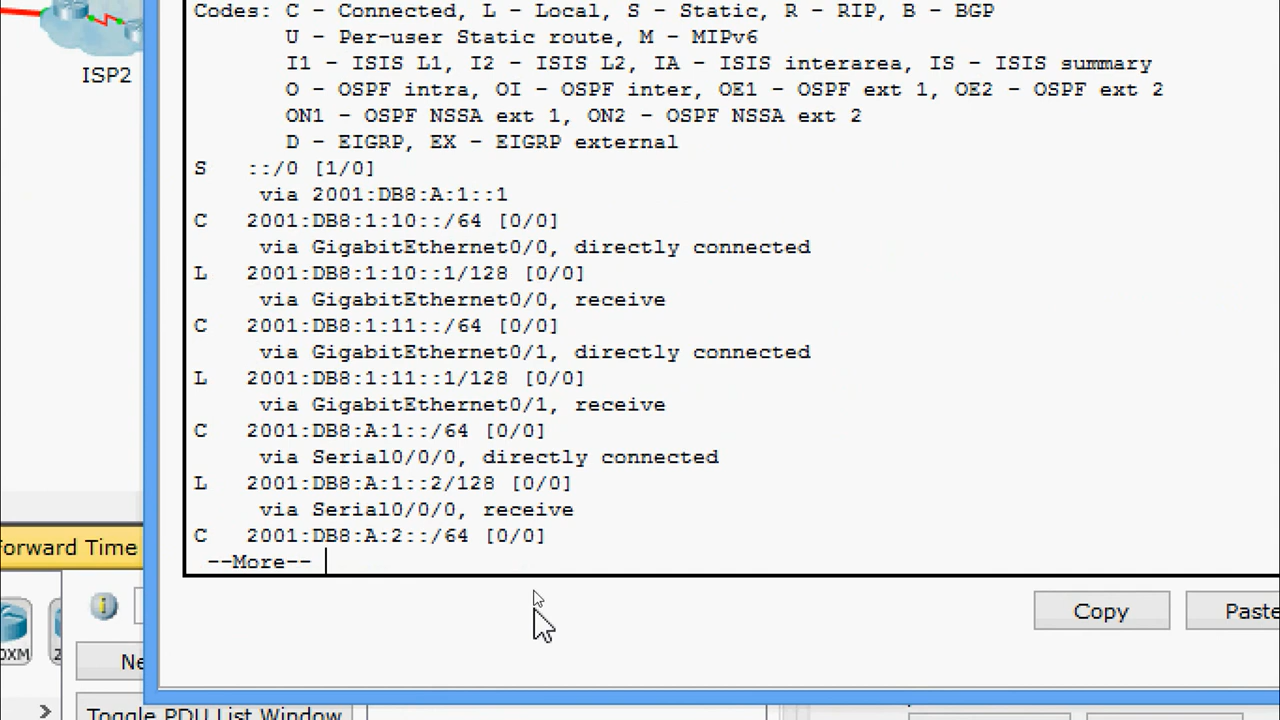 Codes: C - Connected, L - Local, S - Static, R - RIP, B - BGP
U - Per-user Static route, M - MIPv6
I1 - ISIS L1, I2 - ISIS L2, IA - ISIS interarea, IS - ISIS summary
O - OSPF intra, OI - OSPF inter, OE1 - OSPF ext 1, OE2 - OSPF ext 2
ON1 - OSPF NSSA ext 1, ON2 - OSPF NSSA ext 2
D - EIGRP, EX - EIGRP external
S ::/0 [1/0]
via 2001:DB8:A:1::1
C 2001:DB8:1:10::/64 [0/0]
via GigabitEthernet0/0, directly connected
L 2001:DB8:1:10::1/128 [0/0]
via GigabitEthernet0/0, receive
C 2001:DB8:1:11::/64 [0/0]
via GigabitEthernet0/1, directly connected
L 2001:DB8:1:11::1/128 [0/0]
via GigabitEthernet0/1, receive
C 2001:DB8:A:1::/64 [0/0]
via Serial0/0/0, directly connected
L 2001:DB8:A:1::2/128 [0/0]
via Serial0/0/0, receive
C 2001:DB8:A:2::/64 [0/0]
--More--
ISP2
Forward Time
Copy
Paste
Toggle PDU List Window